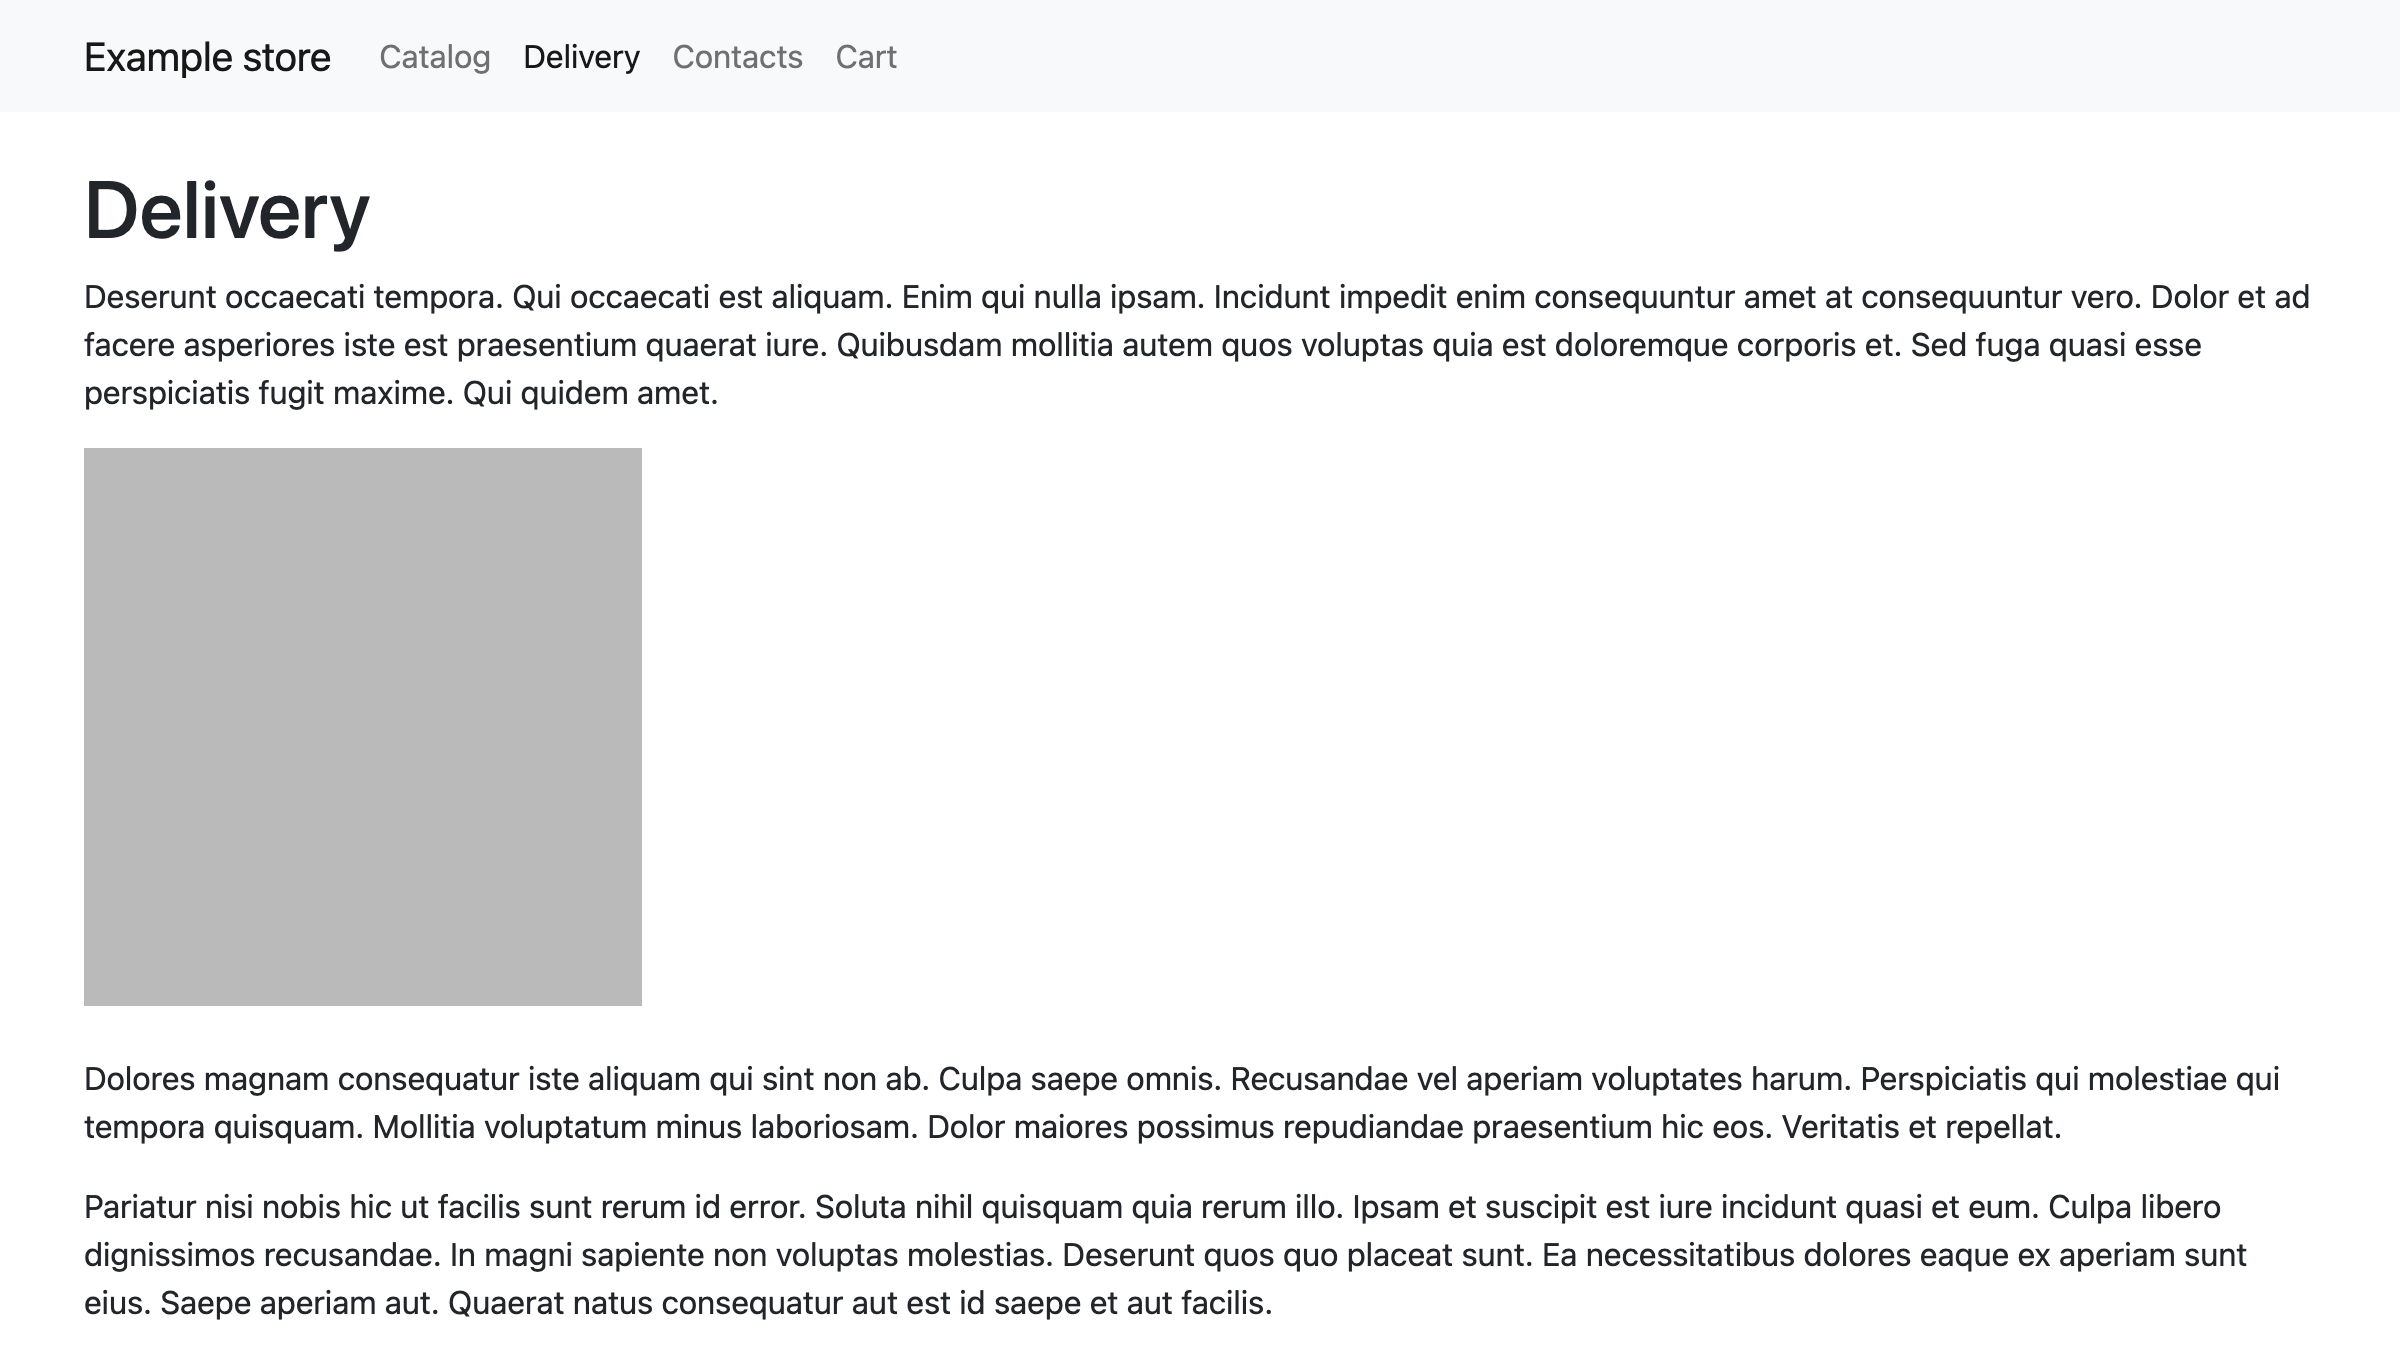 Example store Catalog Delivery Contacts Cart
Delivery
Deserunt occaecati tempora. Qui occaecati est aliquam. Enim qui nulla ipsam. Incidunt impedit enim consequuntur amet at consequuntur vero. Dolor et ad
facere asperiores iste est praesentium quaerat iure. Quibusdam mollitia autem quos voluptas quia est doloremque corporis et. Sed fuga quasi esse
perspiciatis fugit maxime. Qui quidem amet.
Dolores magnam consequatur iste aliquam qui sint non ab. Culpa saepe omnis. Recusandae vel aperiam voluptates harum. Perspiciatis qui molestiae qui
tempora quisquam. Mollitia voluptatum minus laboriosam. Dolor maiores possimus repudiandae praesentium hic eos. Veritatis et repellat.
Pariatur nisi nobis hic ut facilis sunt rerum id error. Soluta nihil quisquam quia rerum illo. Ipsam et suscipit est iure incidunt quasi et eum. Culpa libero
dignissimos recusandae. In magni sapiente non voluptas molestias. Deserunt quos quo placeat sunt. Ea necessitatibus dolores eaque ex aperiam sunt
eius. Saepe aperiam aut. Quaerat natus consequatur aut est id saepe et aut facilis.